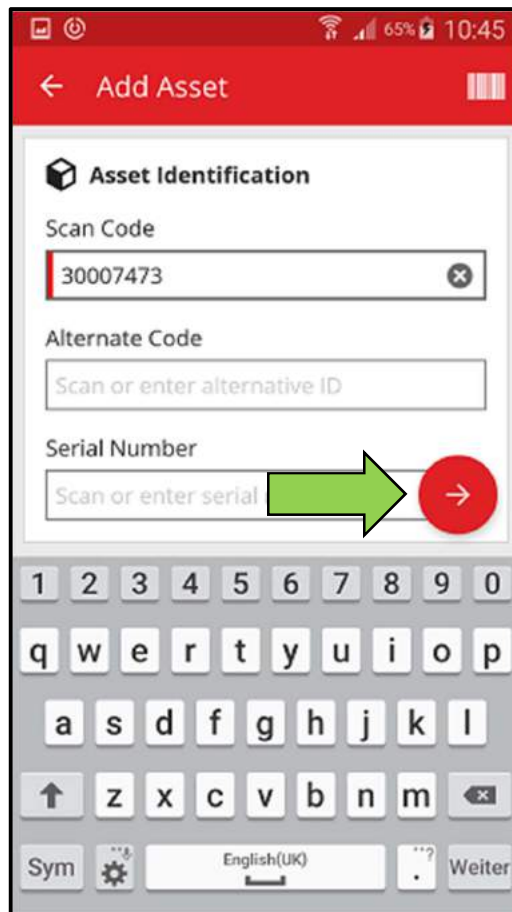 65% 10:45
Add Asset
Asset Identification
Scan Code
30007473
Alternate Code
Scan or enter alternative ID
Serial Number
Scan or enter serial
1 2 3 4 5 6 7 8 9 0
q w e r t y u i o p
a s d f g h j k l
z x c v b n m
Sym English(UK) . ? Weiter